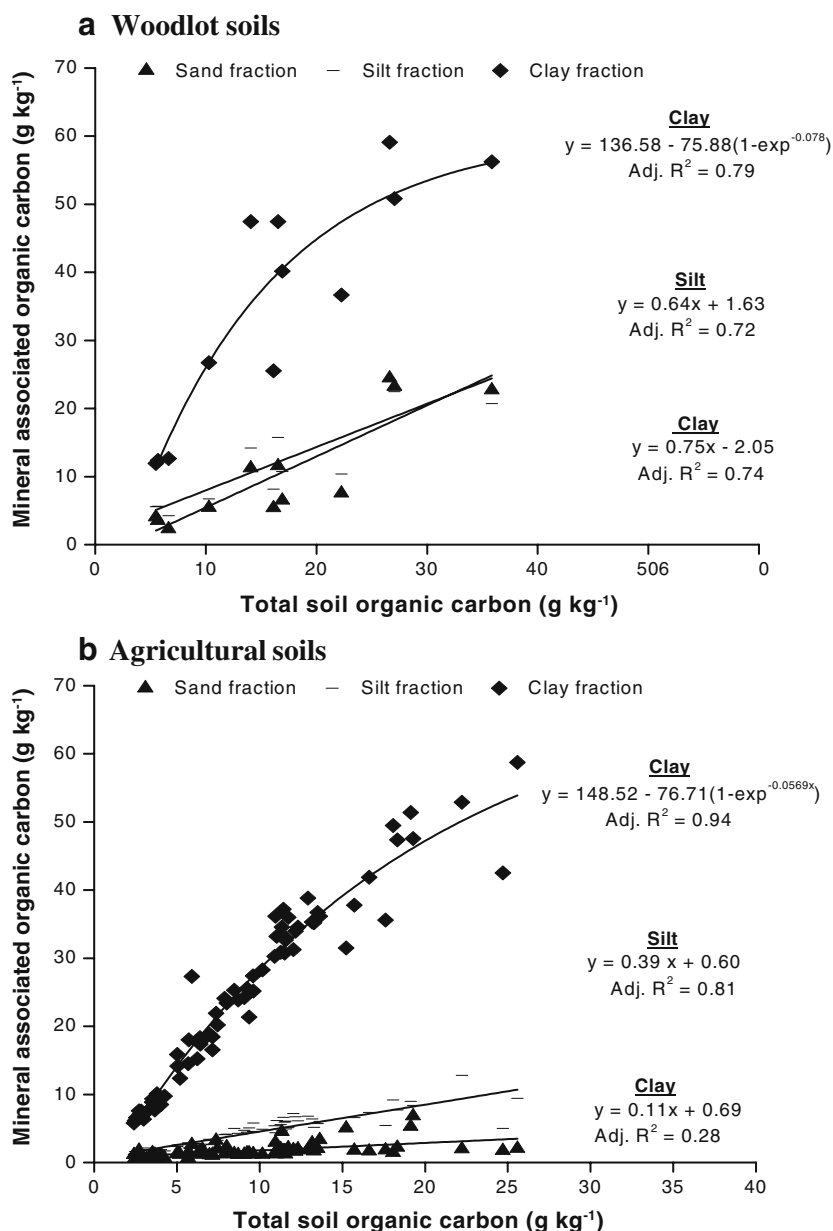 a Woodlot soils
Sand fraction Silt fraction Clay fraction
Mineral associated organic carbon (g kg-1)
70
60
50
40
30
20
10
0
Clay
y = 136.58 - 75.88(1-exp-0.078)
Adj. R2 = 0.79
Silt
y = 0.64x + 1.63
Adj. R2 = 0.72
Clay
y = 0.75x - 2.05
Adj. R2 = 0.74
0 10 20 30 40 506 0
Total soil organic carbon (g kg-1)
b Agricultural soils
Sand fraction Silt fraction Clay fraction
Mineral associated organic carbon (g kg-1)
70
60
50
40
30
20
10
0
Clay
y = 148.52 - 76.71(1-exp-0.0569x)
Adj. R2 = 0.94
Silt
y = 0.39 x + 0.60
Adj. R2 = 0.81
Clay
y = 0.11x + 0.69
Adj. R2 = 0.28
0 5 10 15 20 25 30 35 40
Total soil organic carbon (g kg-1)